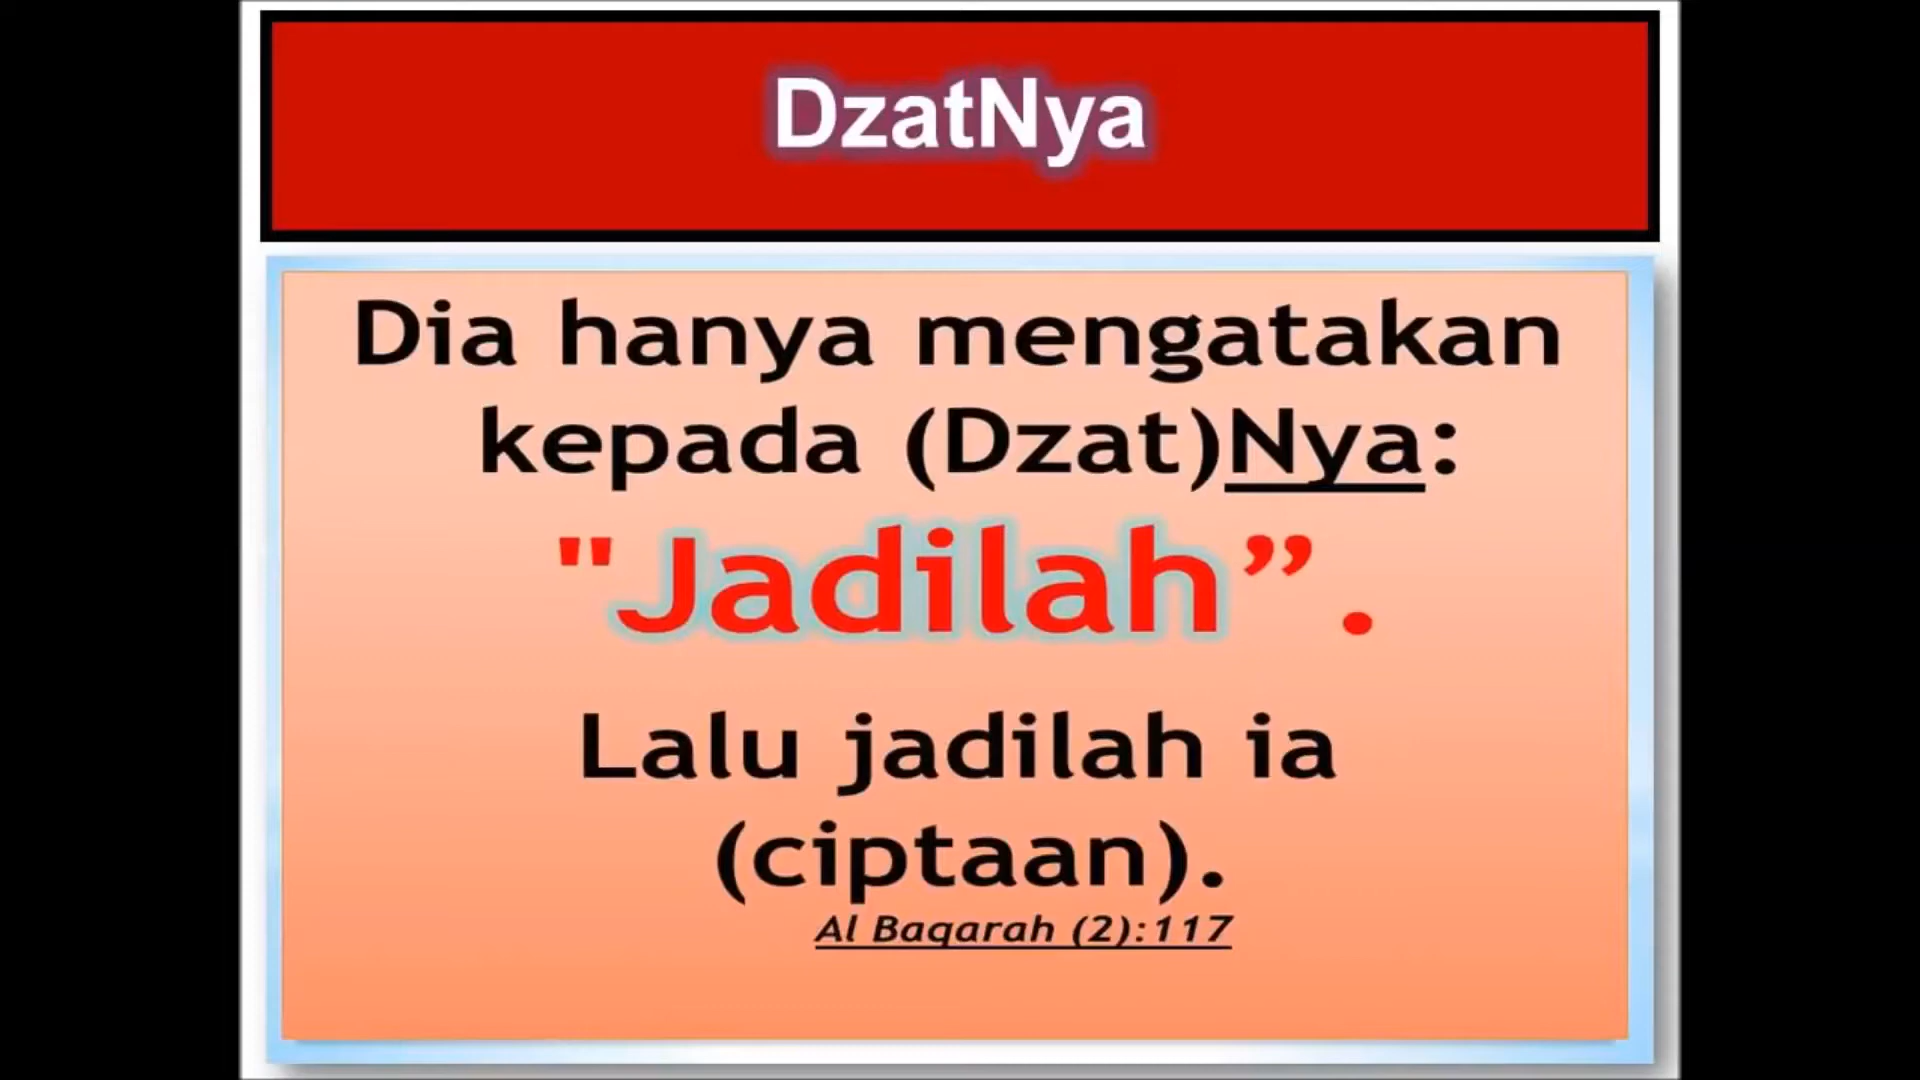 DzatNya
Dia hanya mengatakan
kepada (Dzat)Nya:
"Jadilah”.
Lalu jadilah ia
(ciptaan).
Al Baqarah (2):117